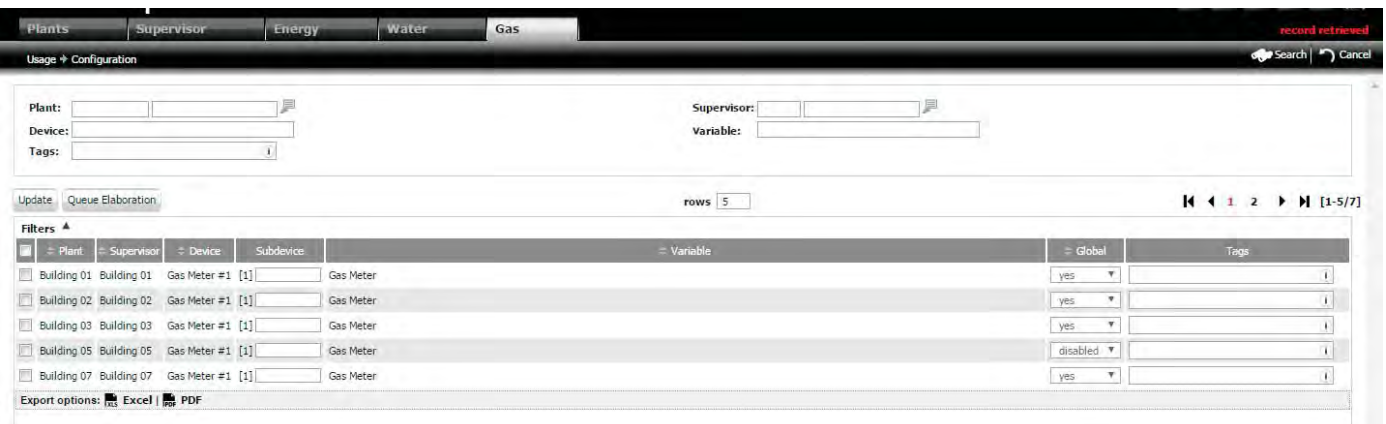 Plants Supervisor Energy Water Gas
record retrieved
Usage Configuration
Search | Cancel
Plant: Supervisor:
Device: Variable:
Tags: i
Update Queue Elaboration rows 5 1 2 [1-5/7]
Filters
Plant Supervisor Device Subdevice Variable Global Tags
Building 01 Building 01 Gas Meter #1 [1] Gas Meter yes i
Building 02 Building 02 Gas Meter #1 [1] Gas Meter yes i
Building 03 Building 03 Gas Meter #1 [1] Gas Meter yes i
Building 05 Building 05 Gas Meter #1 [1] Gas Meter disabled i
Building 07 Building 07 Gas Meter #1 [1] Gas Meter yes i
Export options: XLS Excel | PDF PDF